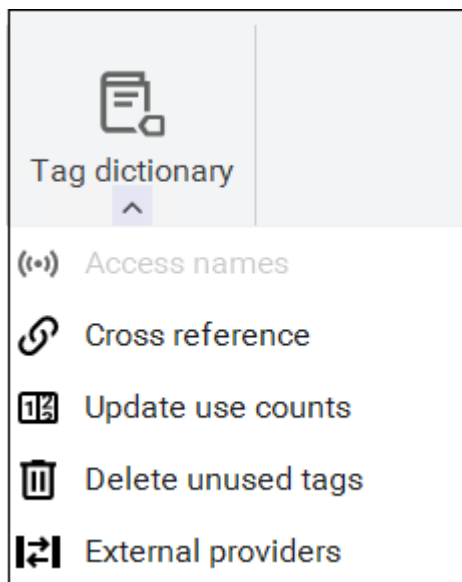 Tag dictionary
Access names
Cross reference
Update use counts
Delete unused tags
External providers